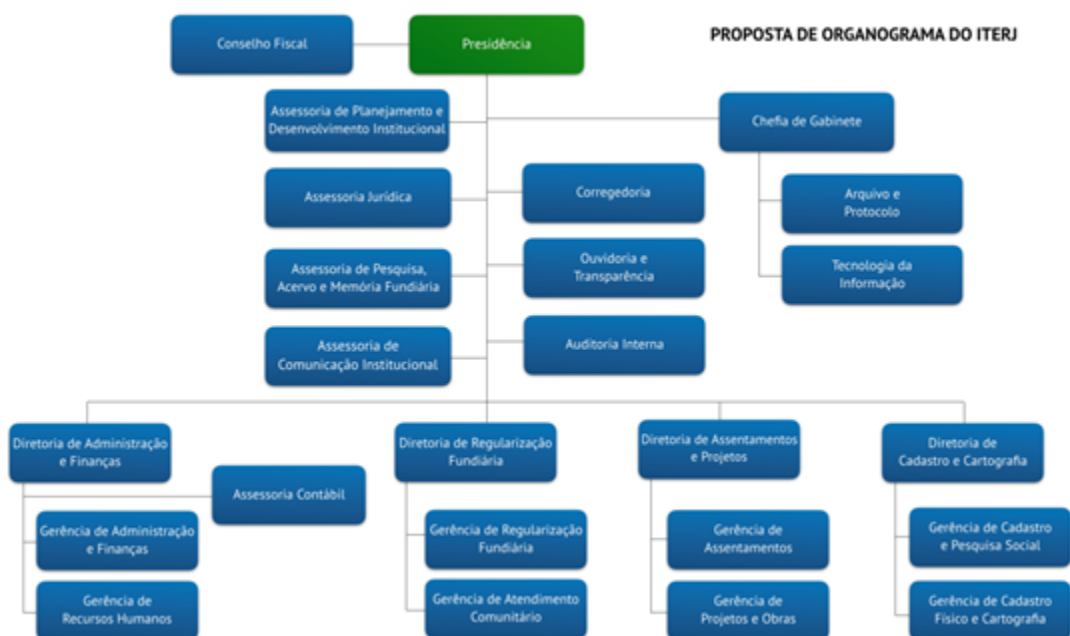 PROPOSTA DE ORGANOGRAMA DO ITERJ
Conselho Fiscal
Presidência
Assessoria de Planejamento e
Desenvolvimento Institucional
Chefia de Gabinete
Assessoria Jurídica
Corregedoria
Arquivo e
Protocolo
Assessoria de Pesquisa,
Acervo e Memória Fundiária
Ouvidoria e
Transparência
Tecnologia da
Informação
Assessoria de
Comunicação Institucional
Auditoria Interna
Diretoria de Administração
e Finanças
Diretoria de Regularização
Fundiária
Diretoria de Assentamentos
e Projetos
Diretoria de
Cadastro e Cartografia
Assessoria Contábil
Gerência de Administração
e Finanças
Gerência de Regularização
Fundiária
Gerência de
Assentamentos
Gerência de Cadastro
e Pesquisa Social
Gerência de
Recursos Humanos
Gerência de Atendimento
Comunitário
Gerência de
Projetos e Obras
Gerência de Cadastro
Físico e Cartografia